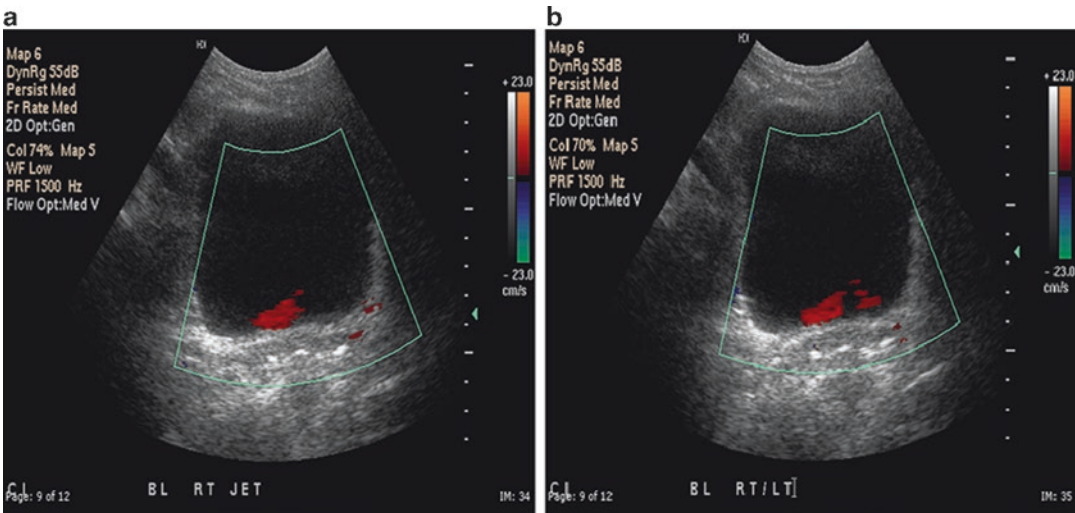 a
HX
Map 6
DynRg 55dB
Persist Med
Fr Rate Med
2D Opt:Gen
Col 74% Map 5
WF Low
PRF 1500 Hz
Flow Opt:Med V
+ 23.0
- 23.0
cm/s
BL RT JET
Page: 9 of 12
IM: 34
b
Map 6
DynRg 55dB
Persist Med
Fr Rate Med
2D Opt:Gen
Col 70% Map 5
WF Low
PRF 1500 Hz
Flow Opt:Med V
+ 23.0
- 23.0
cm/s
BL RT/LT
Page: 9 of 12
IM: 35